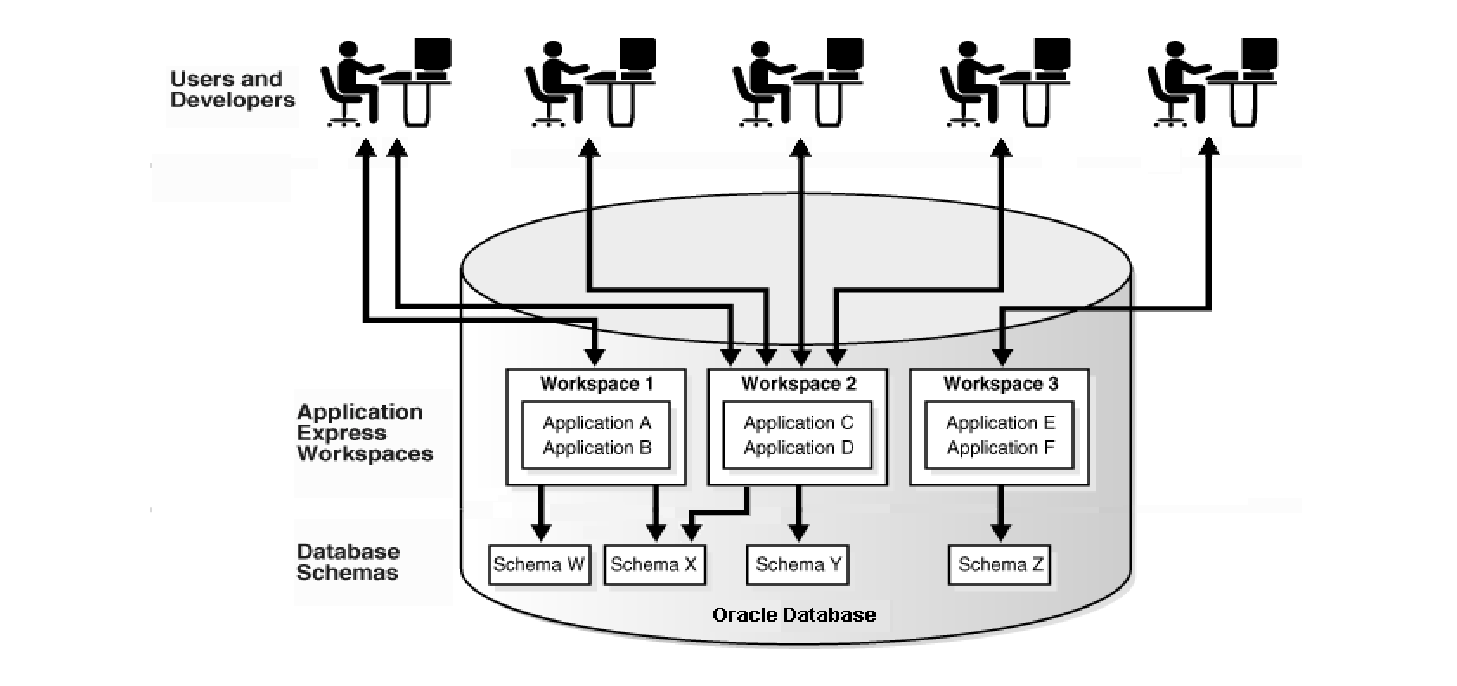 Users and
Developers
Workspace 1
Application A
Application B
Workspace 2
Application C
Application D
Workspace 3
Application E
Application F
Application
Express
Workspaces
Schema W
Schema X
Schema Y
Schema Z
Database
Schemas
Oracle Database